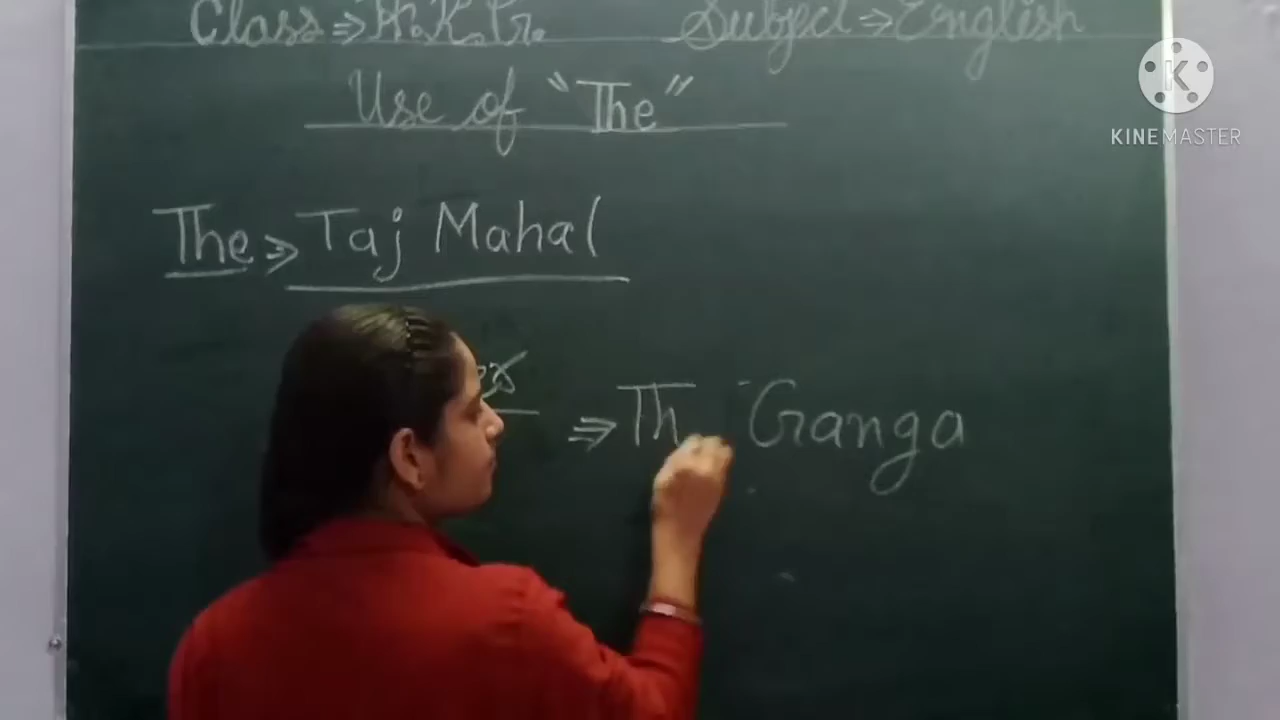 Class ⇒ H.K.G. Subject ⇒ English
Use of "The"
The ⇒ Taj Mahal
⇒ Th Ganga
K
KINEMASTER